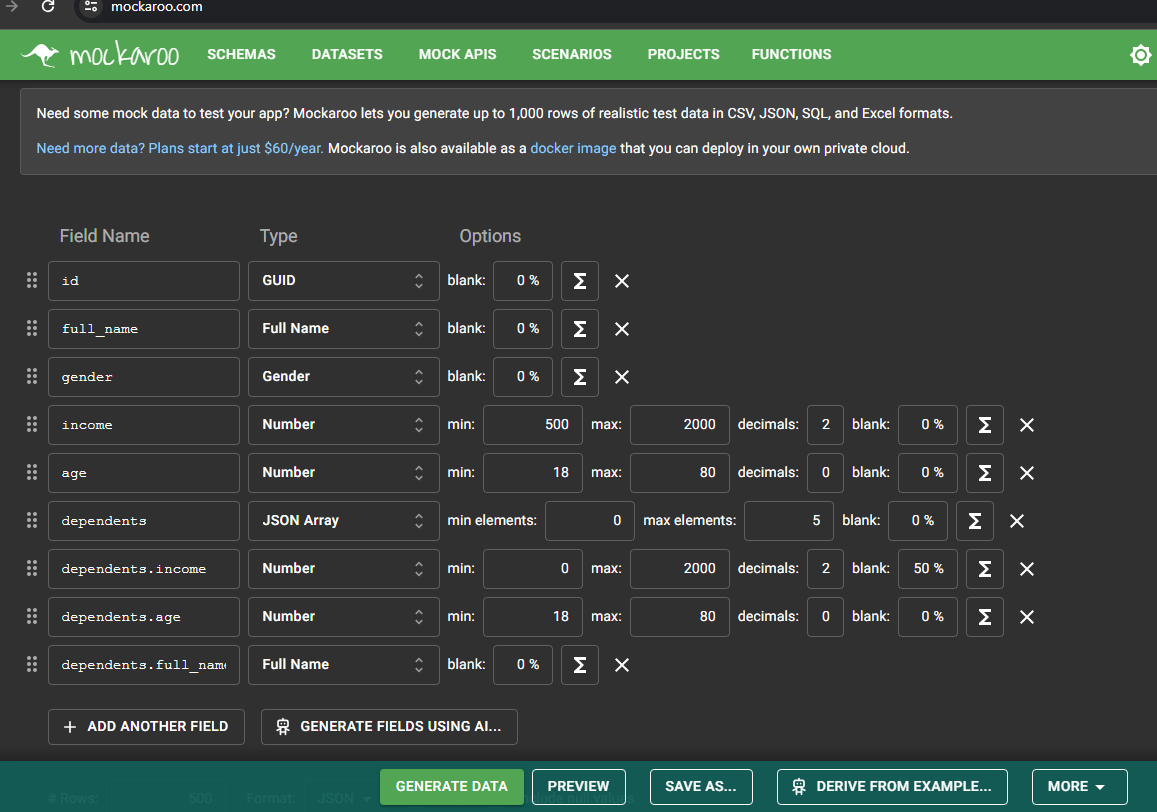 mockaroo.com
mockaroo SCHEMAS DATASETS MOCK APIS SCENARIOS PROJECTS FUNCTIONS
Need some mock data to test your app? Mockaroo lets you generate up to 1,000 rows of realistic test data in CSV, JSON, SQL, and Excel formats.
Need more data? Plans start at just $60/year. Mockaroo is also available as a docker image that you can deploy in your own private cloud.
Field Name Type Options
id GUID blank: 0 % Σ
full_name Full Name blank: 0 % Σ
gender Gender blank: 0 % Σ
income Number min: 500 max: 2000 decimals: 2 blank: 0 % Σ
age Number min: 18 max: 80 decimals: 0 blank: 0 % Σ
dependents JSON Array min elements: 0 max elements: 5 blank: 0 % Σ
dependents.income Number min: 0 max: 2000 decimals: 2 blank: 50 % Σ
dependents.age Number min: 18 max: 80 decimals: 0 blank: 0 % Σ
dependents.full_name Full Name blank: 0 % Σ
+ ADD ANOTHER FIELD GENERATE FIELDS USING AI...
GENERATE DATA PREVIEW SAVE AS... DERIVE FROM EXAMPLE... MORE
# Rows: 500 Format: JSON null values